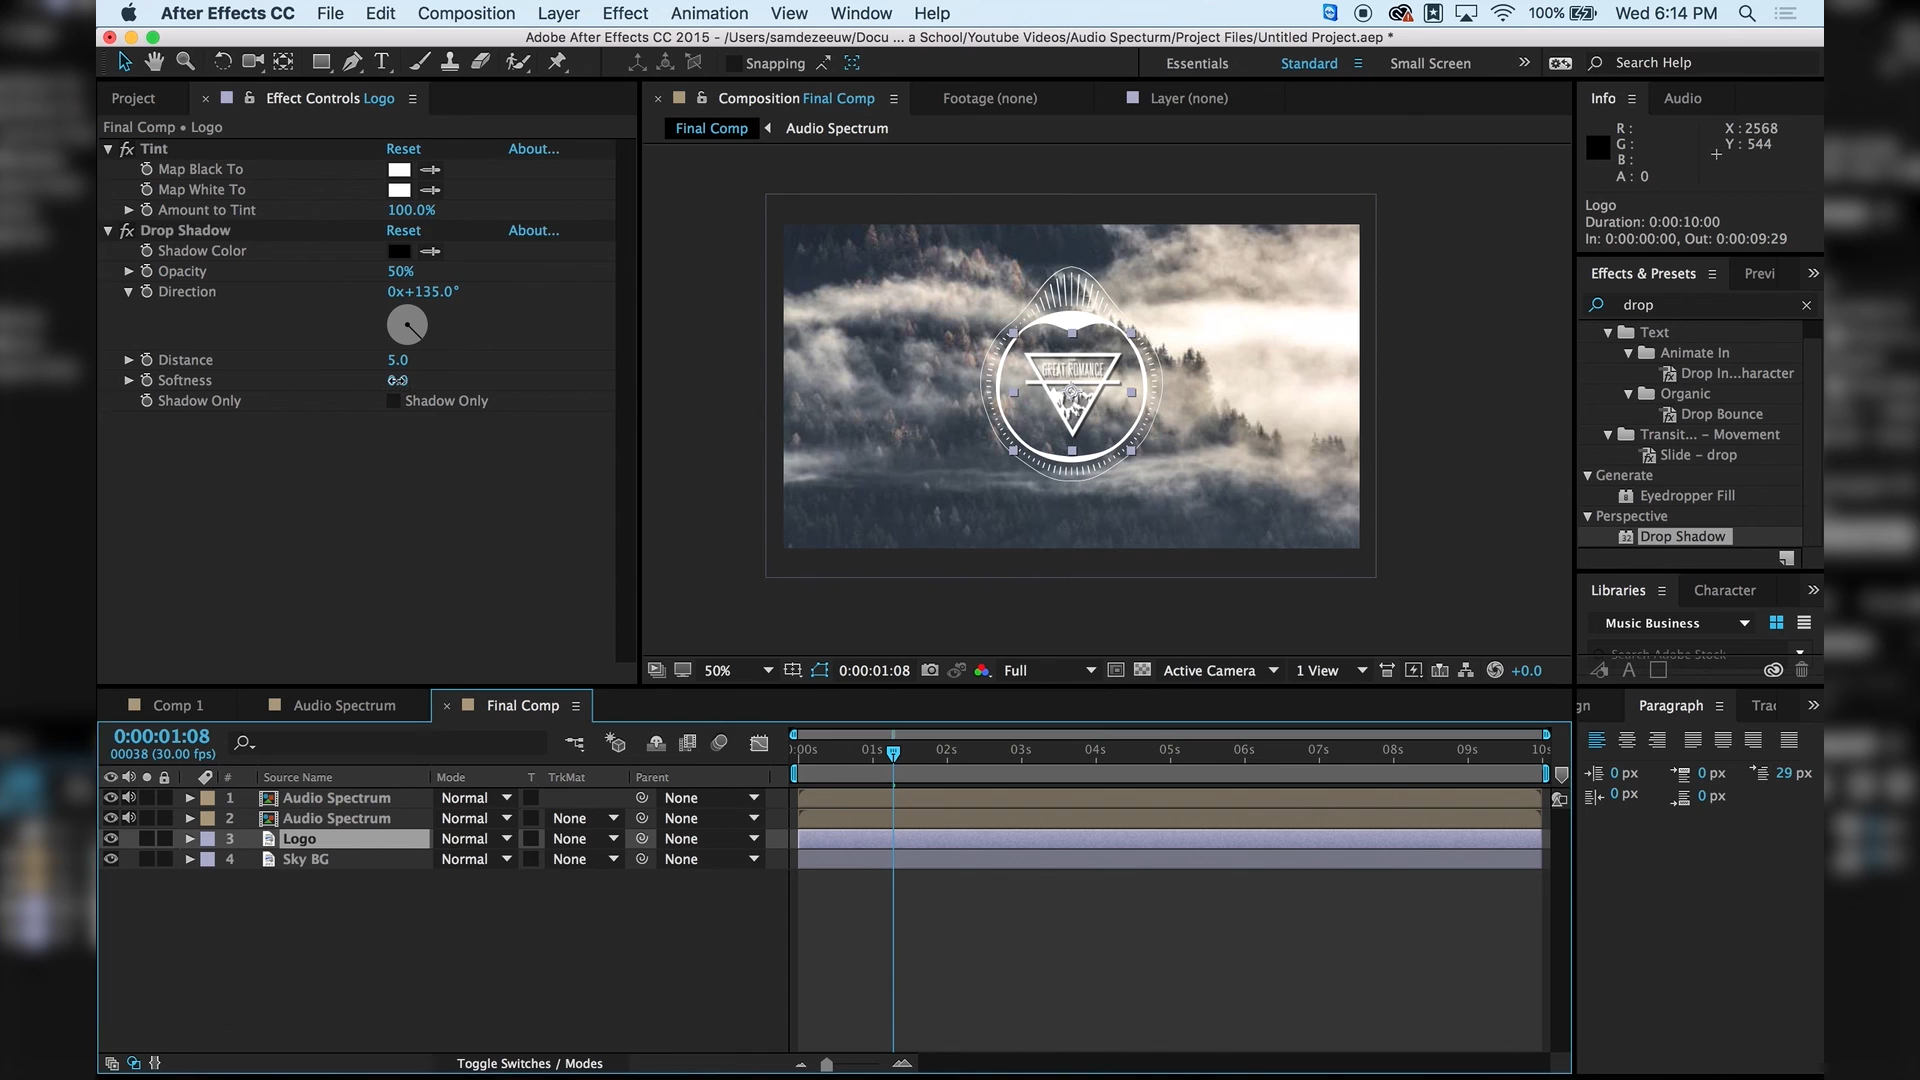 After Effects CC File Edit Composition Layer Effect Animation View Window Help 100% Wed 6:14 PM
Adobe After Effects CC 2015 - /Users/samdezeeuw/Docu ... a School/Youtube Videos/Audio Specturm/Project Files/Untitled Project.aep *
Snapping Essentials Standard Small Screen Search Help
Project Effect Controls Logo Composition Final Comp Footage (none) Layer (none) Info Audio
Final Comp • Logo
Final Comp Audio Spectrum
Tint Reset About...
Map Black To
Map White To
Amount to Tint 100.0%
Drop Shadow Reset About...
Shadow Color
Opacity 50%
Direction 0x+135.0°
Distance 5.0
Softness
Shadow Only Shadow Only
GREAT ROMANCE
R : X : 2568
G : Y : 544
B :
A : 0
Logo
Duration: 0:00:10:00
In: 0:00:00:00, Out: 0:00:09:29
Effects & Presets Previ
drop
Text
Animate In
Drop In...haracter
Organic
Drop Bounce
Transit... – Movement
Slide – drop
Generate
Eyedropper Fill
Perspective
Drop Shadow
Libraries Character
Music Business
Search Adobe Stock
50% 0:00:01:08 Full Active Camera 1 View +0.0
Comp 1 Audio Spectrum Final Comp
gn Paragraph Trac
0:00:01:08
00038 (30.00 fps)
0 px 0 px 29 px
0 px 0 px
):00s 01s 02s 03s 04s 05s 06s 07s 08s 09s 10s
# Source Name Mode T TrkMat Parent
1 Audio Spectrum Normal None
2 Audio Spectrum Normal None None
3 Logo Normal None None
4 Sky BG Normal None None
Toggle Switches / Modes